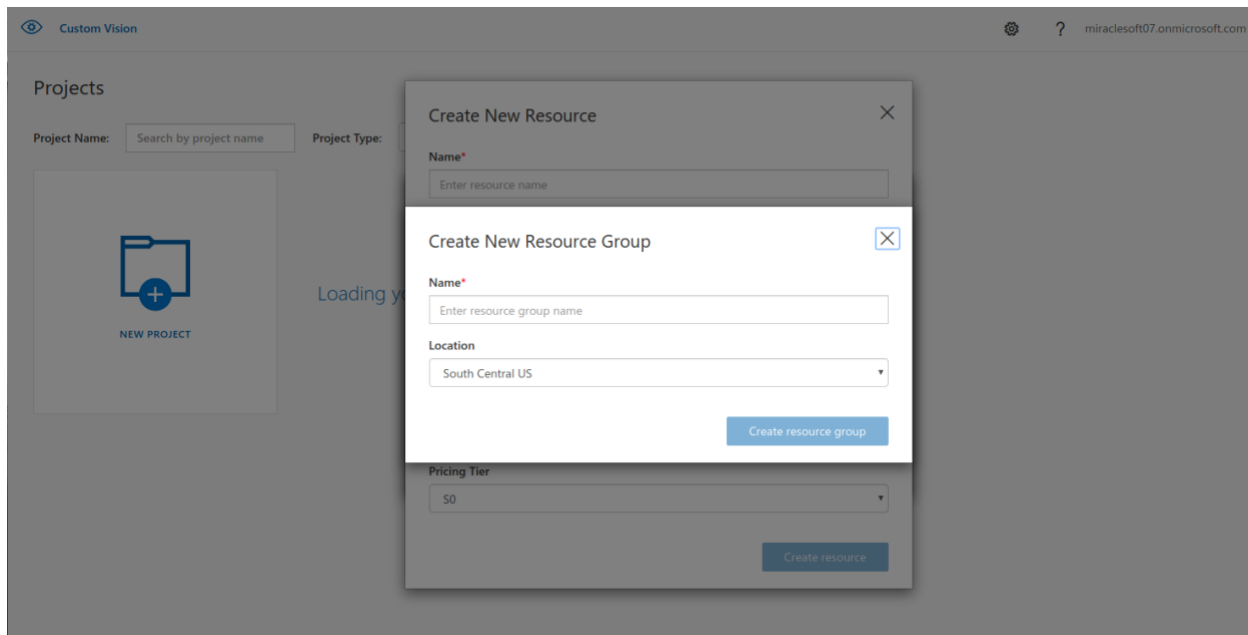 Custom Vision
? miraclesoft07.onmicrosoft.com
Projects
Project Name: Search by project name Project Type:
NEW PROJECT
Loading yo
Create New Resource
Name*
Enter resource name
Create New Resource Group
Name*
Enter resource group name
Location
South Central US
Create resource group
Pricing Tier
S0
Create resource